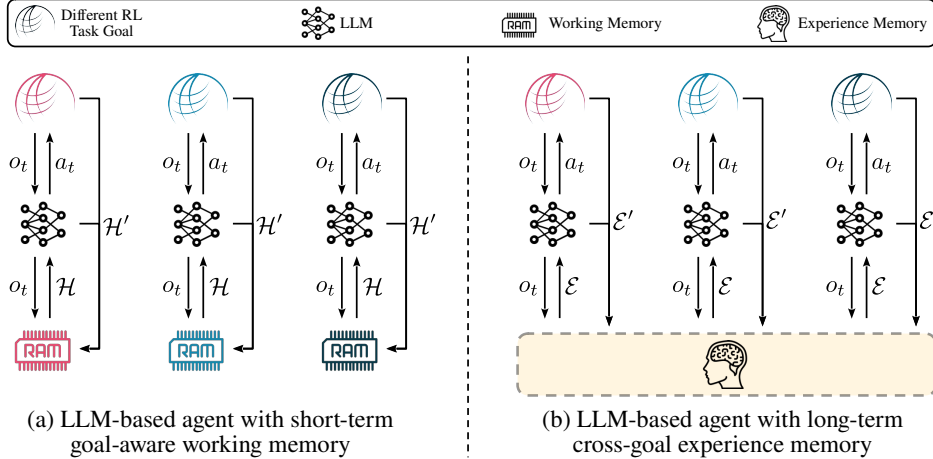 Different RL
Task Goal
LLM
RAM
Working Memory
Experience Memory
o_t a_t
o_t a_t
o_t a_t
o_t a_t
o_t a_t
o_t a_t
ℋ′
ℋ′
ℋ′
ℰ′
ℰ′
ℰ
o_t ℋ
o_t ℋ
o_t ℋ
o_t ℰ
o_t ℰ
o_t ℰ
RAM
RAM
RAM
(a) LLM-based agent with short-term
goal-aware working memory
(b) LLM-based agent with long-term
cross-goal experience memory